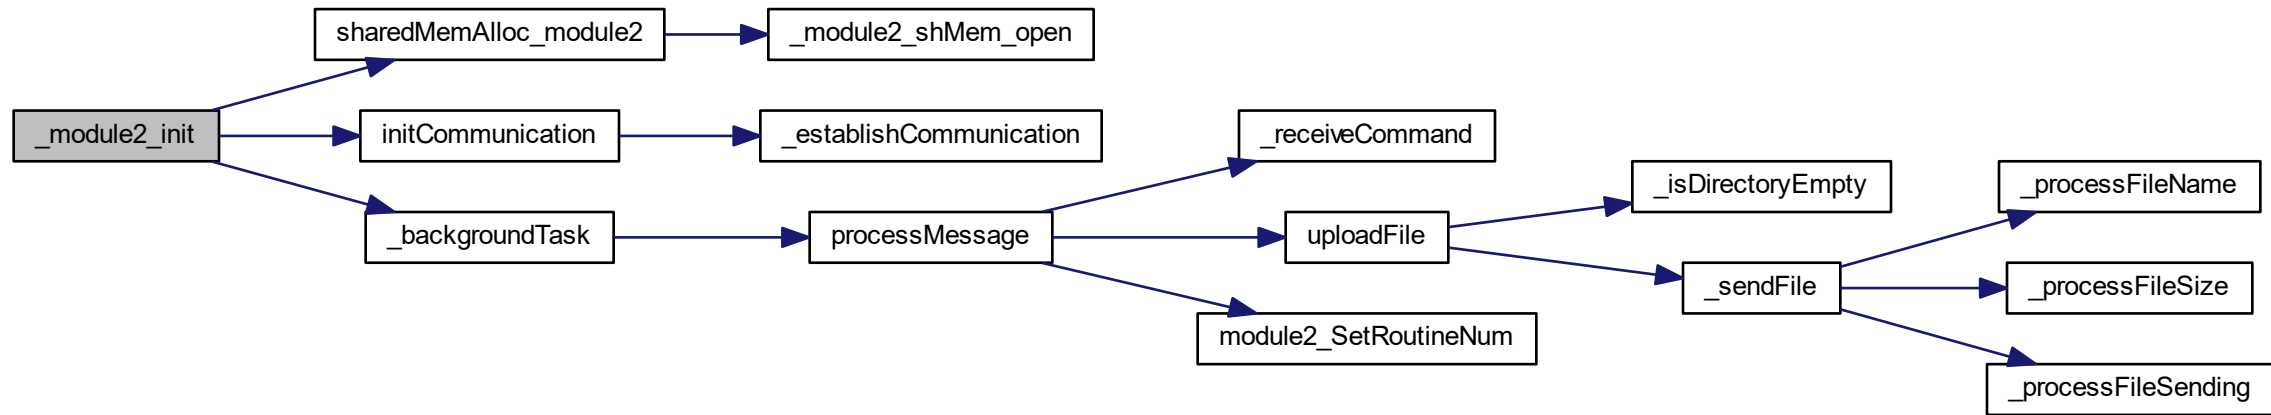 sharedMemAlloc_module2
_module2_shMem_open
_module2_init
initCommunication
_establishCommunication
_receiveCommand
_backgroundTask
processMessage
uploadFile
_isDirectoryEmpty
_processFileName
_sendFile
_processFileSize
module2_SetRoutineNum
_processFileSending